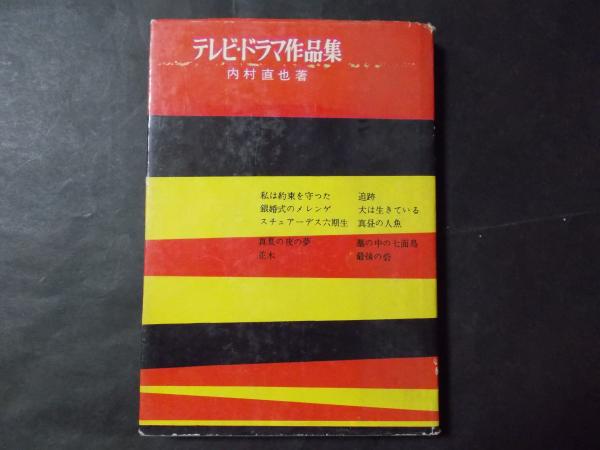 テレビ・ドラマ作品集
内村直也著
私は約束を守った
銀婚式のメレンゲ
スチュアーデス六期生
真夏の夜の夢
並木
追跡
犬は生きている
真昼の人魚
墓の中の七面鳥
最後の砦